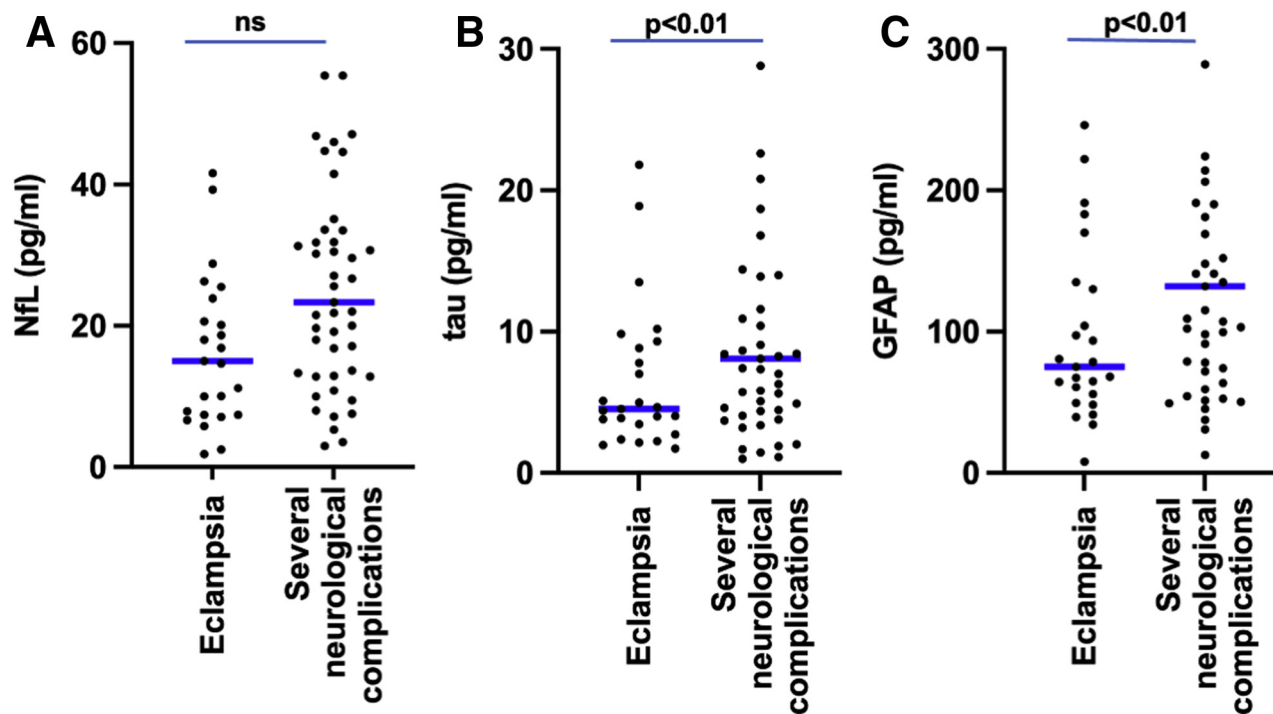 A
ns
NfL (pg/ml)
60
40
20
0
Eclampsia
Several
neurological
complications
B
p<0.01
tau (pg/ml)
30
20
10
0
Eclampsia
Several
neurological
complications
C
p<0.01
GFAP (pg/ml)
300
200
100
0
Eclampsia
Several
neurological
complications